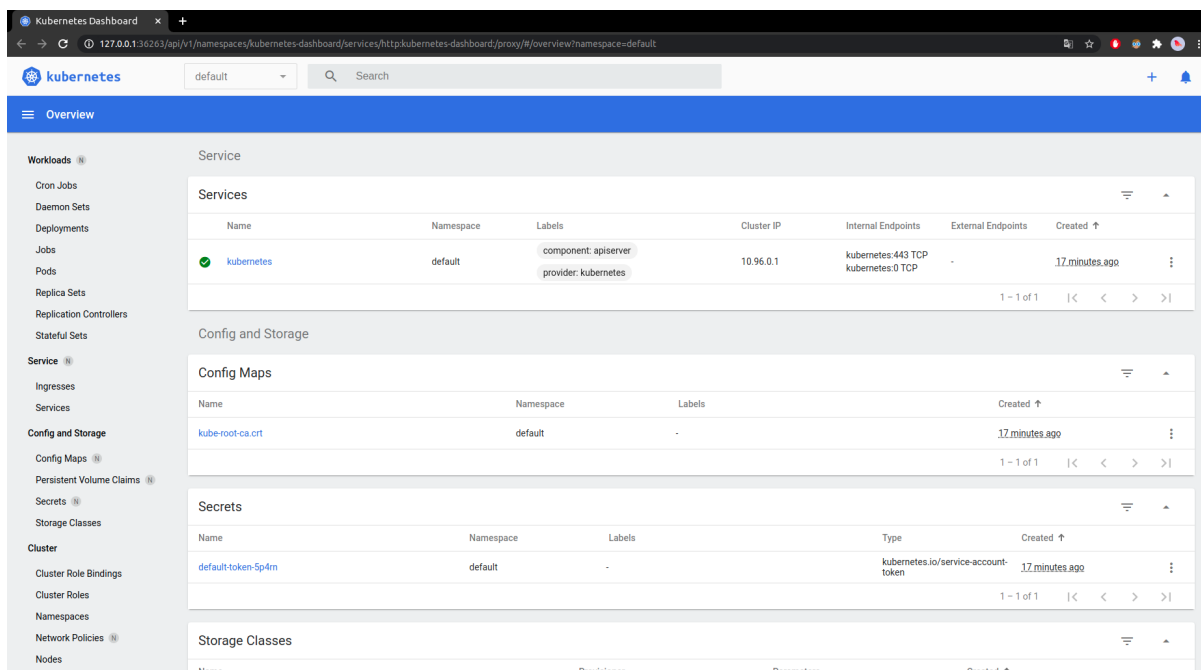 Kubernetes Dashboard
127.0.0.1:36263/api/v1/namespaces/kubernetes-dashboard/services/http:kubernetes-dashboard:/proxy/#/overview?namespace=default
kubernetes
default
Search
Overview
Workloads N
Cron Jobs
Daemon Sets
Deployments
Jobs
Pods
Replica Sets
Replication Controllers
Stateful Sets
Service N
Ingresses
Services
Config and Storage
Config Maps N
Persistent Volume Claims N
Secrets N
Storage Classes
Cluster
Cluster Role Bindings
Cluster Roles
Namespaces
Network Policies N
Nodes
Service
Services
Name Namespace Labels Cluster IP Internal Endpoints External Endpoints Created
kubernetes default component: apiserver provider: kubernetes 10.96.0.1 kubernetes:443 TCP kubernetes:0 TCP - 17 minutes ago
1 – 1 of 1
Config and Storage
Config Maps
Name Namespace Labels Created
kube-root-ca.crt default - 17 minutes ago
1 – 1 of 1
Secrets
Name Namespace Labels Type Created
default-token-5p4rn default - kubernetes.io/service-account-token 17 minutes ago
1 – 1 of 1
Storage Classes